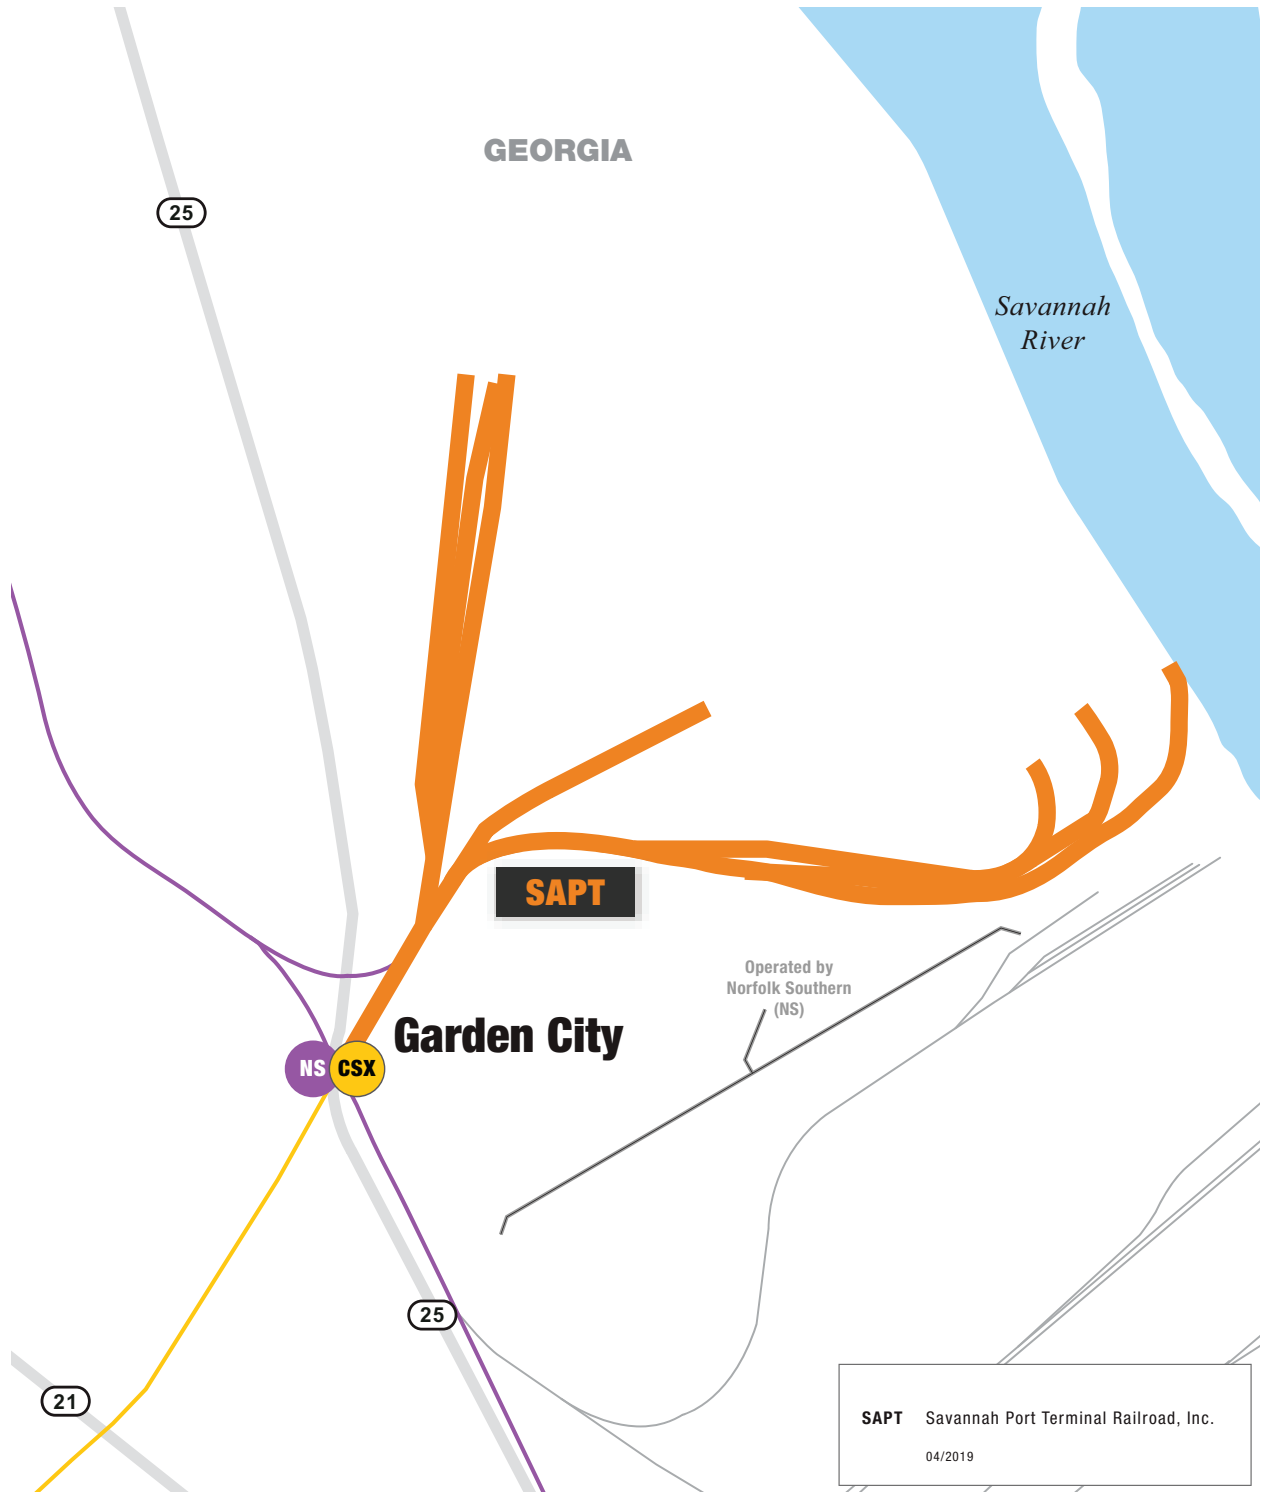 GEORGIA
25
Savannah
River
SAPT
Operated by
Norfolk Southern
(NS)
Garden City
NS
CSX
25
21
SAPT Savannah Port Terminal Railroad, Inc.
04/2019